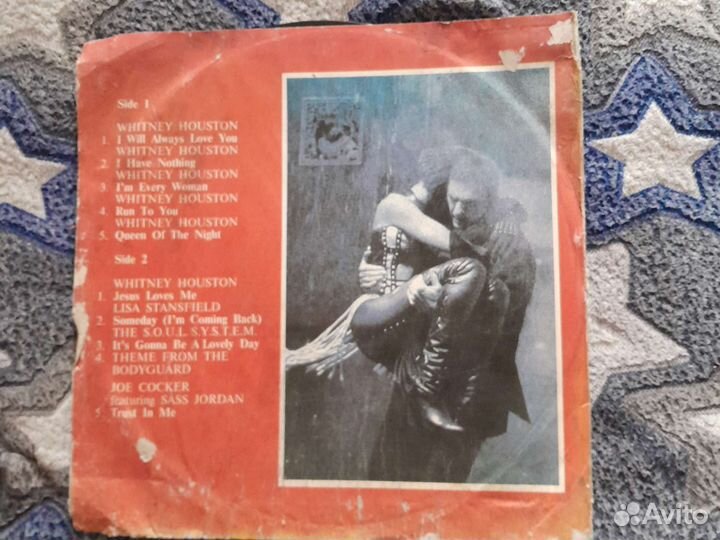 Side 1
WHITNEY HOUSTON
1. I Will Always Love You
WHITNEY HOUSTON
2. I Have Nothing
WHITNEY HOUSTON
3. I'm Every Woman
WHITNEY HOUSTON
4. Run To You
WHITNEY HOUSTON
5. Queen Of The Night
Side 2
WHITNEY HOUSTON
1. Jesus Loves Me
LISA STANSFIELD
2. Someday (I'm Coming Back)
THE S.O.U.L. S.Y.S.T.E.M.
3. It's Gonna Be A Lovely Day
4. THEME FROM THE
BODYGUARD
JOE COCKER
featuring SASS JORDAN
5. Trust In Me
Avito